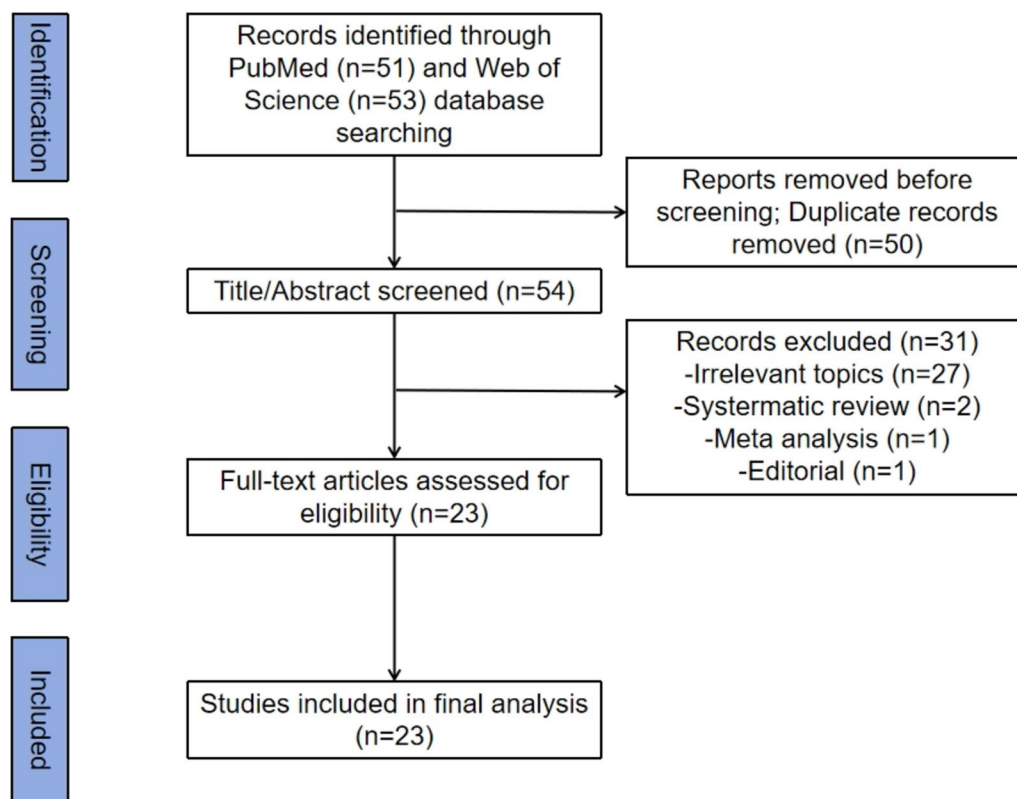 Identification
Records identified through
PubMed (n=51) and Web of
Science (n=53) database
searching
Reports removed before
screening; Duplicate records
removed (n=50)
Screening
Title/Abstract screened (n=54)
Records excluded (n=31)
-Irrelevant topics (n=27)
-Systermatic review (n=2)
-Meta analysis (n=1)
-Editorial (n=1)
Eligibility
Full-text articles assessed for
eligibility (n=23)
Included
Studies included in final analysis
(n=23)